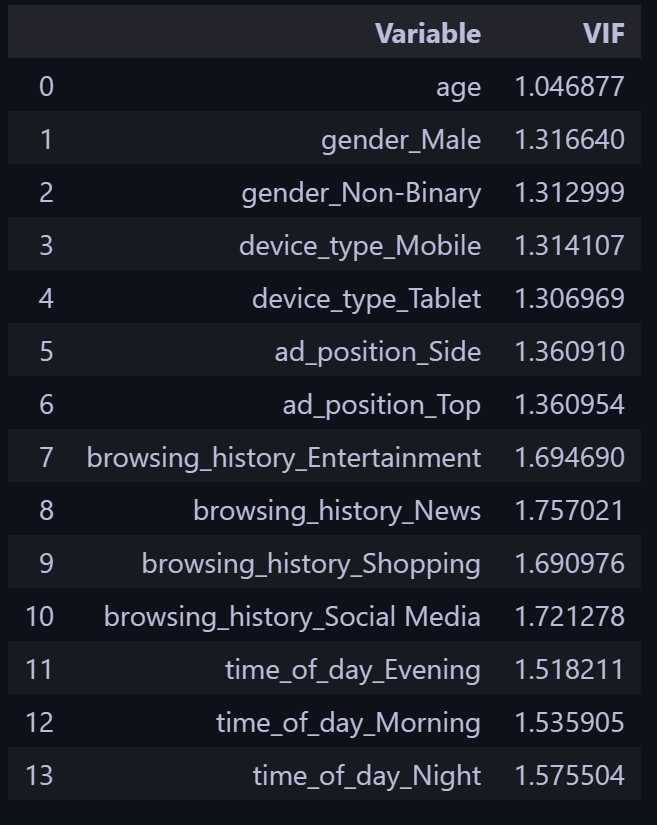 Variable VIF
0 age 1.046877
1 gender_Male 1.316640
2 gender_Non-Binary 1.312999
3 device_type_Mobile 1.314107
4 device_type_Tablet 1.306969
5 ad_position_Side 1.360910
6 ad_position_Top 1.360954
7 browsing_history_Entertainment 1.694690
8 browsing_history_News 1.757021
9 browsing_history_Shopping 1.690976
10 browsing_history_Social Media 1.721278
11 time_of_day_Evening 1.518211
12 time_of_day_Morning 1.535905
13 time_of_day_Night 1.575504